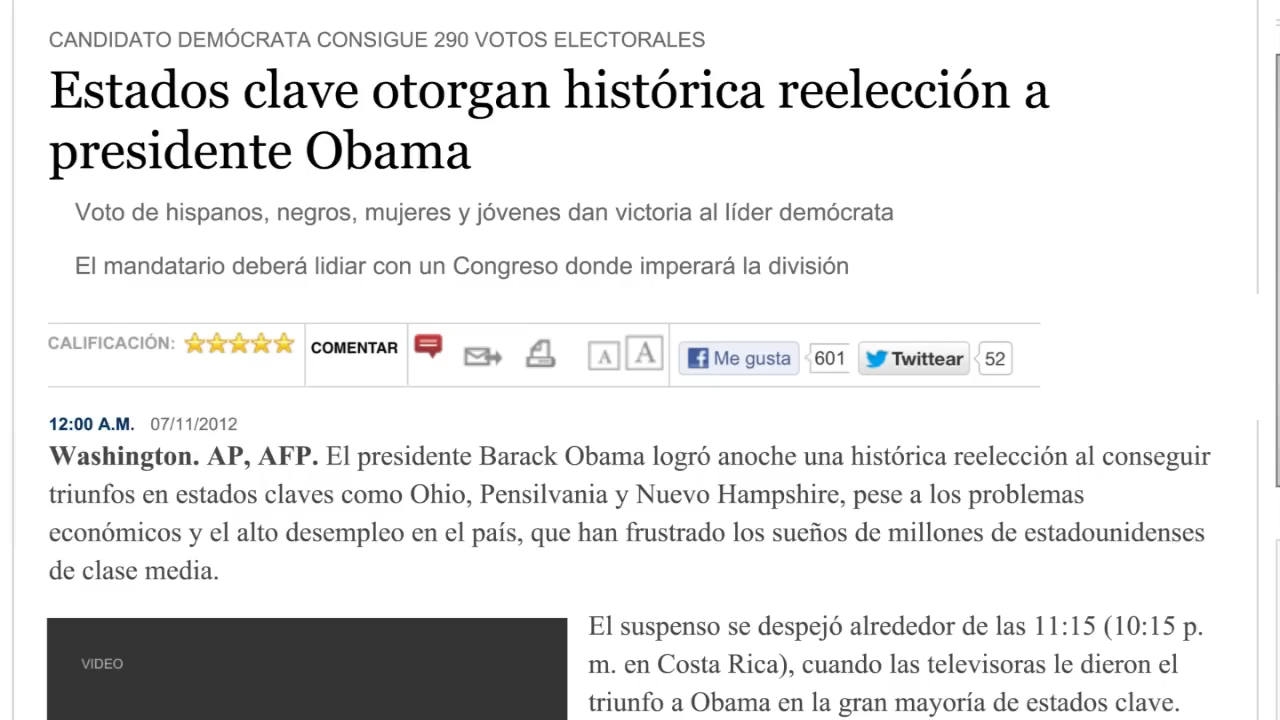 CANDIDATO DEMÓCRATA CONSIGUE 290 VOTOS ELECTORALES
Estados clave otorgan histórica reelección a
presidente Obama
Voto de hispanos, negros, mujeres y jóvenes dan victoria al líder demócrata
El mandatario deberá lidiar con un Congreso donde imperará la división
CALIFICACIÓN: COMENTAR A A Me gusta 601 Twittear 52
12:00 A.M. 07/11/2012
Washington. AP, AFP. El presidente Barack Obama logró anoche una histórica reelección al conseguir
triunfos en estados claves como Ohio, Pensilvania y Nuevo Hampshire, pese a los problemas
económicos y el alto desempleo en el país, que han frustrado los sueños de millones de estadounidenses
de clase media.
VIDEO
El suspenso se despejó alrededor de las 11:15 (10:15 p.
m. en Costa Rica), cuando las televisoras le dieron el
triunfo a Obama en la gran mayoría de estados clave.